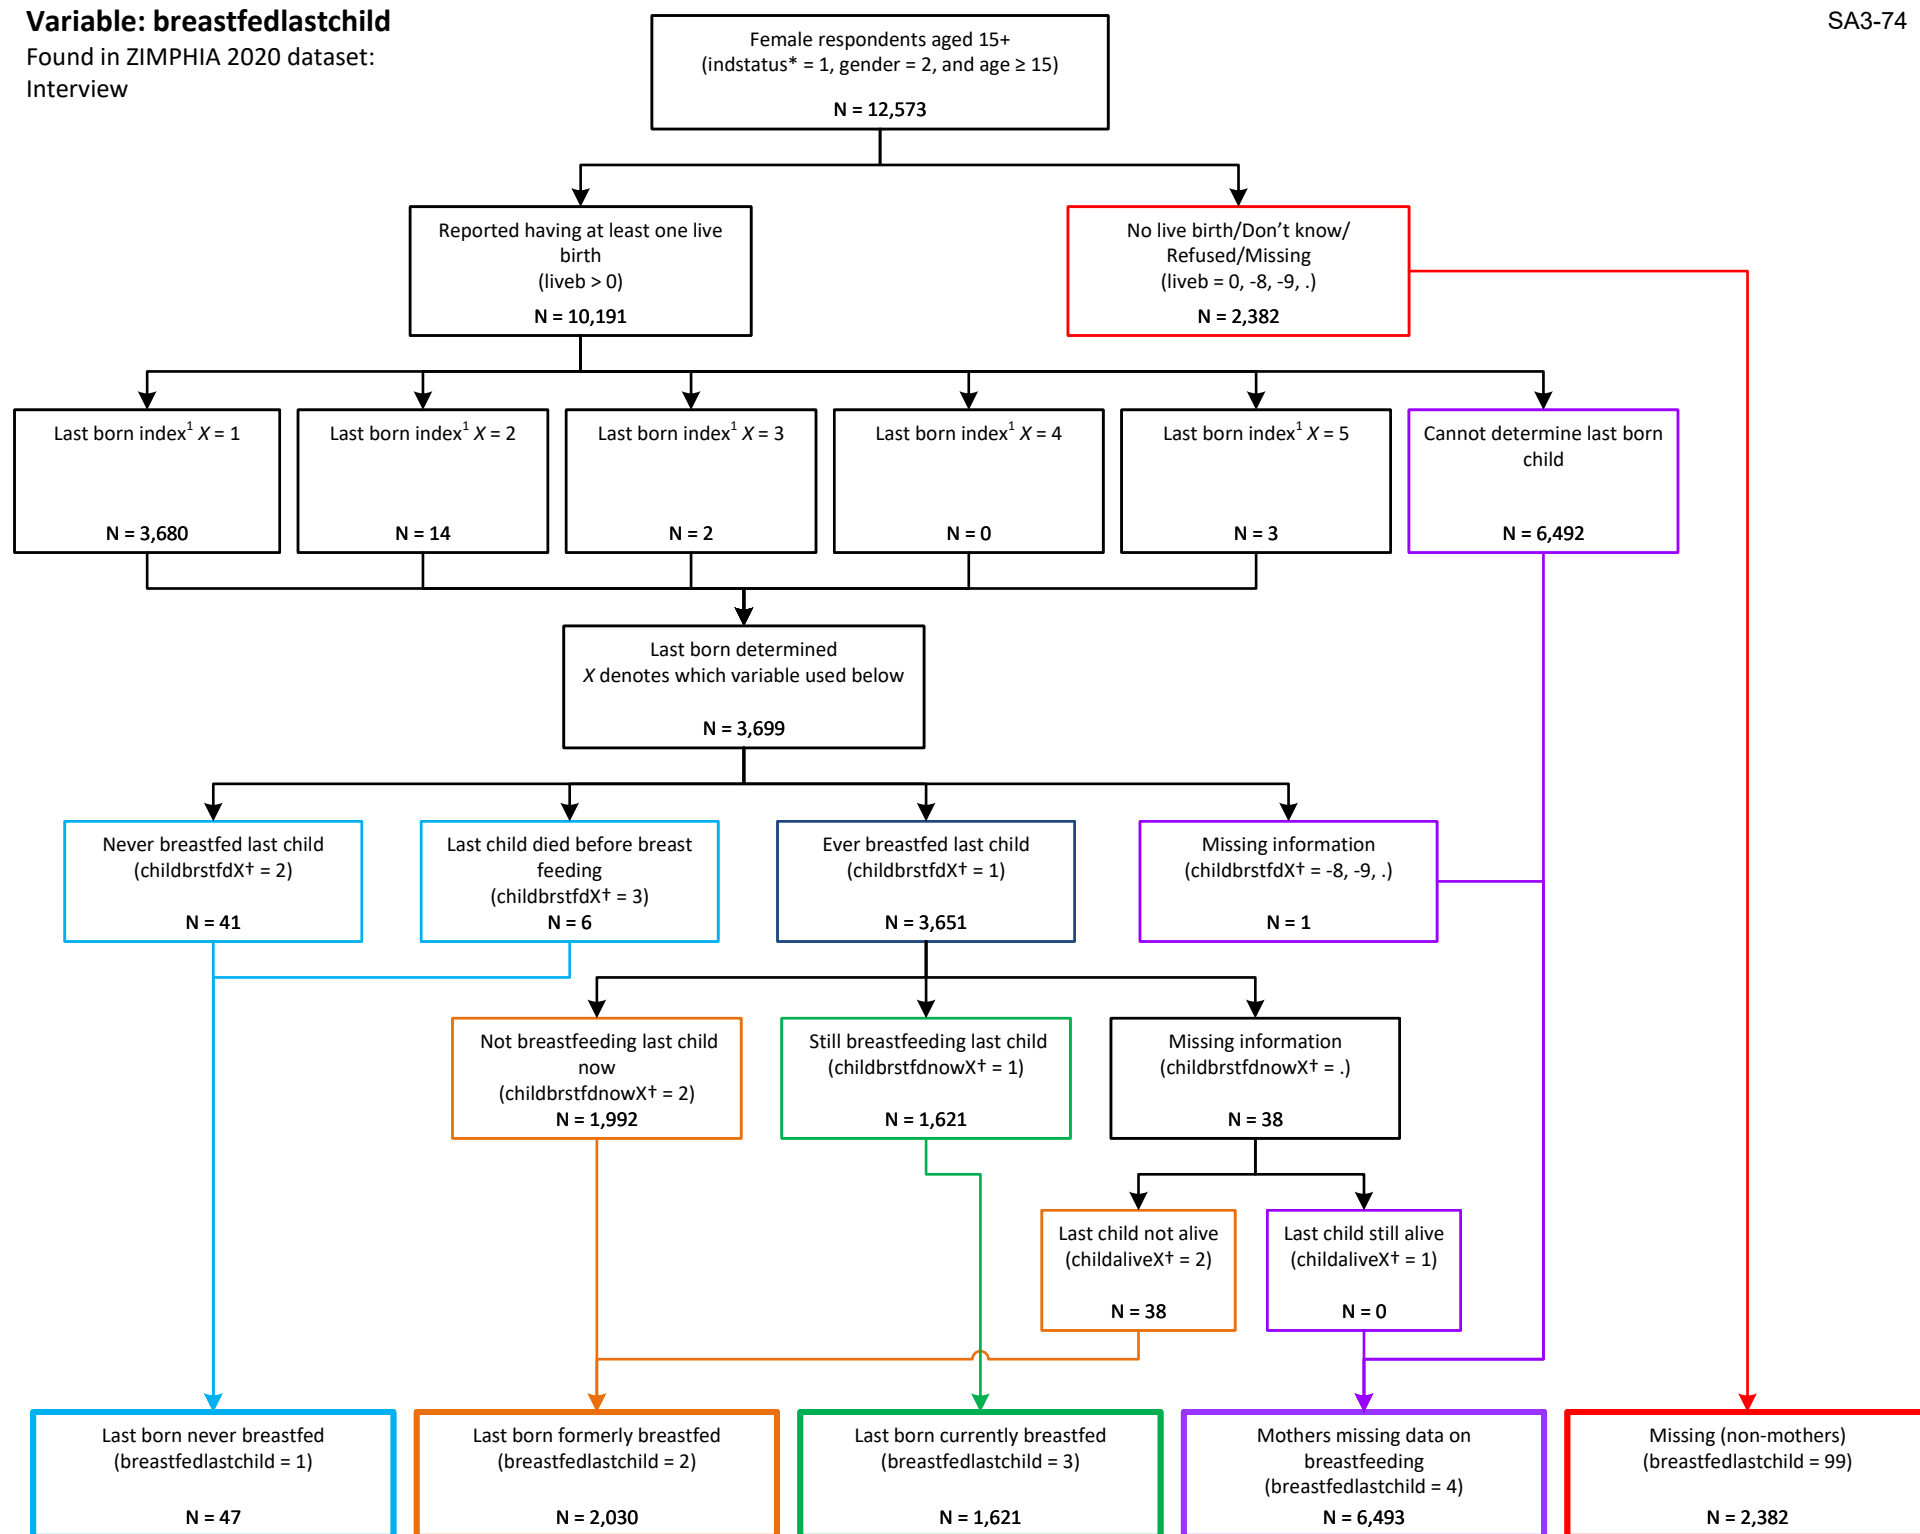 Variable: breastfedlastchild
Found in ZIMPHIA 2020 dataset:
Interview
SA3-74
Female respondents aged 15+
(indstatus* = 1, gender = 2, and age ≥ 15)
N = 12,573
Reported having at least one live
birth
(liveb > 0)
N = 10,191
No live birth/Don’t know/
Refused/Missing
(liveb = 0, -8, -9, .)
N = 2,382
Last born index¹ X = 1
N = 3,680
Last born index¹ X = 2
N = 14
Last born index¹ X = 3
N = 2
Last born index¹ X = 4
N = 0
Last born index¹ X = 5
N = 3
Cannot determine last born
child
N = 6,492
Last born determined
X denotes which variable used below
N = 3,699
Never breastfed last child
(childbrstfdX† = 2)
N = 41
Last child died before breast
feeding
(childbrstfdX† = 3)
N = 6
Ever breastfed last child
(childbrstfdX† = 1)
N = 3,651
Missing information
(childbrstfdX† = -8, -9, .)
N = 1
Not breastfeeding last child
now
(childbrstfdnowX† = 2)
N = 1,992
Still breastfeeding last child
(childbrstfdnowX† = 1)
N = 1,621
Missing information
(childbrstfdnowX† = .)
N = 38
Last child not alive
(childaliveX† = 2)
N = 38
Last child still alive
(childaliveX† = 1)
N = 0
Last born never breastfed
(breastfedlastchild = 1)
N = 47
Last born formerly breastfed
(breastfedlastchild = 2)
N = 2,030
Last born currently breastfed
(breastfedlastchild = 3)
N = 1,621
Mothers missing data on
breastfeeding
(breastfedlastchild = 4)
N = 6,493
Missing (non-mothers)
(breastfedlastchild = 99)
N = 2,382